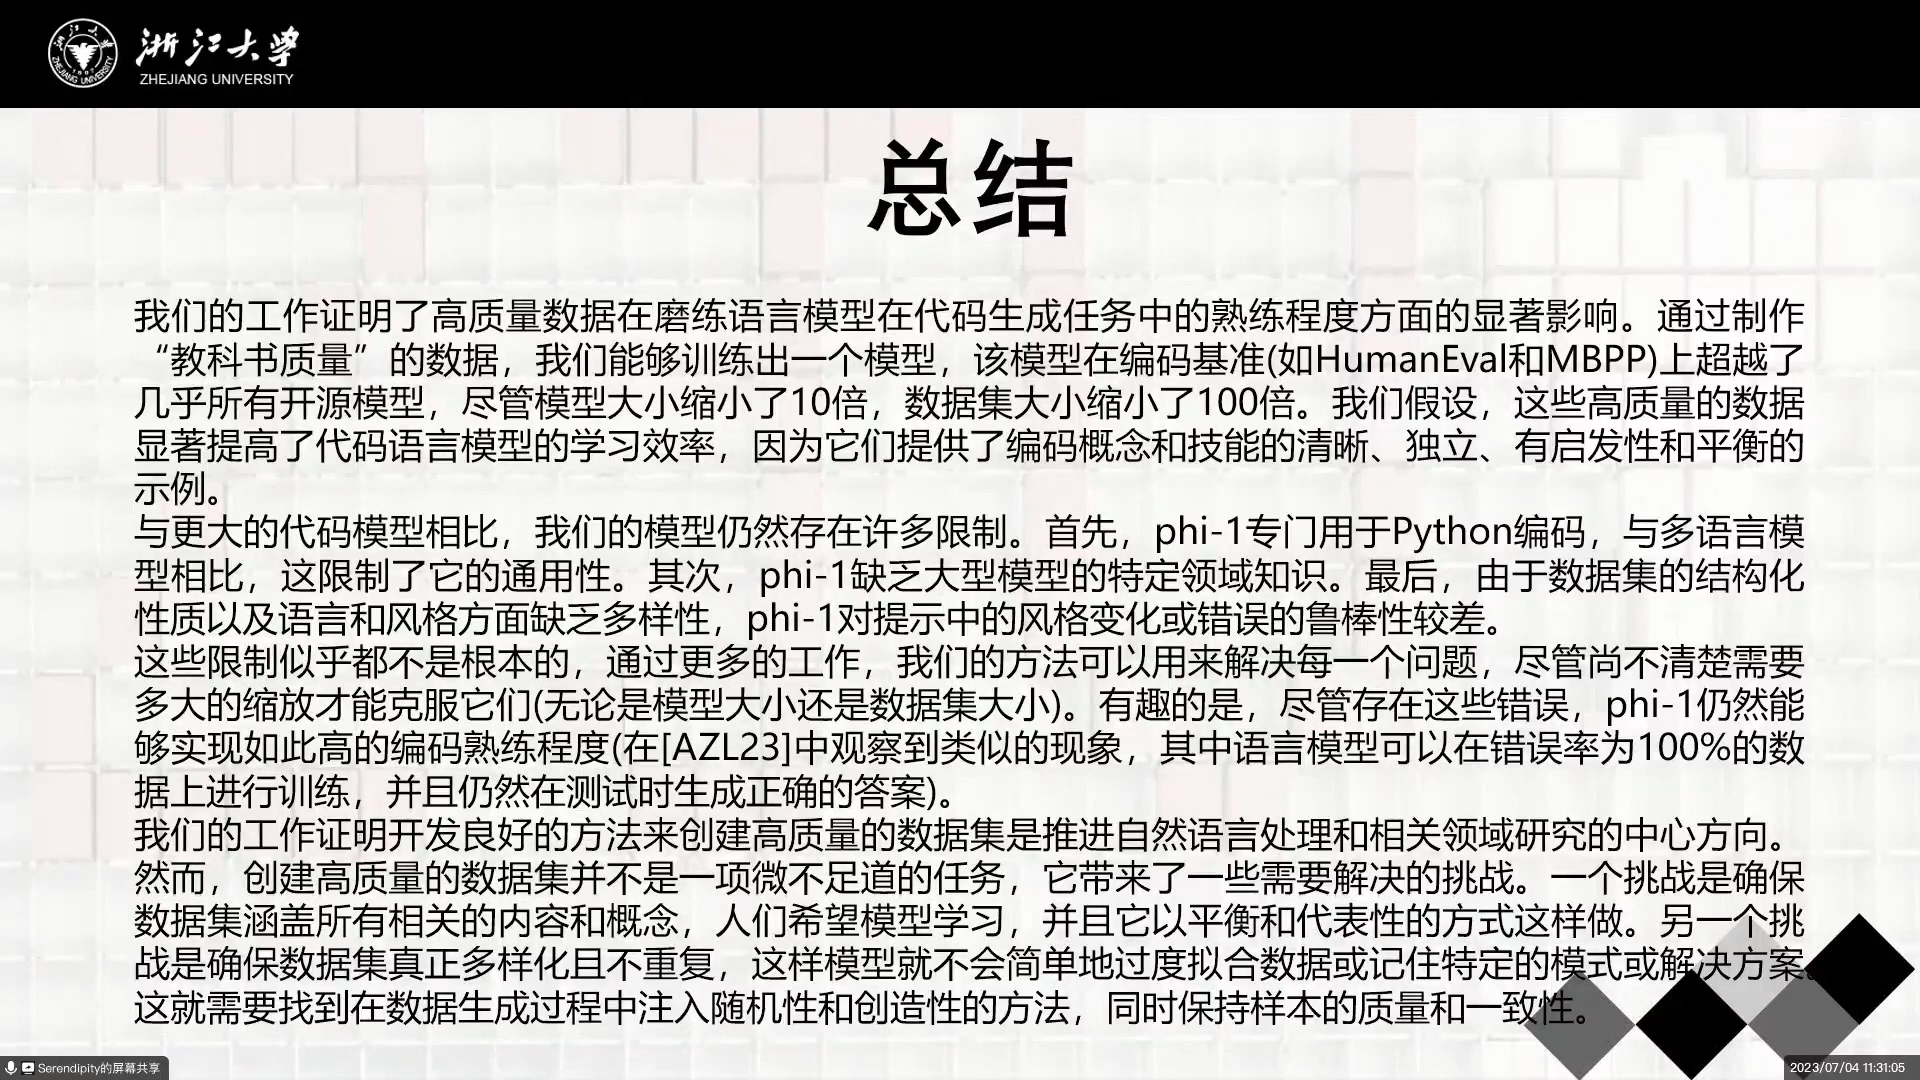 浙江大学
ZHEJIANG UNIVERSITY
总结
我们的工作证明了高质量数据在磨练语言模型在代码生成任务中的熟练程度方面的显著影响。通过制作
“教科书质量”的数据，我们能够训练出一个模型，该模型在编码基准(如HumanEval和MBPP)上超越了
几乎所有开源模型，尽管模型大小缩小了10倍，数据集大小缩小了100倍。我们假设，这些高质量的数据
显著提高了代码语言模型的学习效率，因为它们提供了编码概念和技能的清晰、独立、有启发性和平衡的
示例。
与更大的代码模型相比，我们的模型仍然存在许多限制。首先，phi-1专门用于Python编码，与多语言模
型相比，这限制了它的通用性。其次，phi-1缺乏大型模型的特定领域知识。最后，由于数据集的结构化
性质以及语言和风格方面缺乏多样性，phi-1对提示中的风格变化或错误的鲁棒性较差。
这些限制似乎都不是根本的，通过更多的工作，我们的方法可以用来解决每一个问题，尽管尚不清楚需要
多大的缩放才能克服它们(无论是模型大小还是数据集大小)。有趣的是，尽管存在这些错误，phi-1仍然能
够实现如此高的编码熟练程度(在[AZL23]中观察到类似的现象，其中语言模型可以在错误率为100%的数
据上进行训练，并且仍然在测试时生成正确的答案)。
我们的工作证明开发良好的方法来创建高质量的数据集是推进自然语言处理和相关领域研究的中心方向。
然而，创建高质量的数据集并不是一项微不足道的任务，它带来了一些需要解决的挑战。一个挑战是确保
数据集涵盖所有相关的内容和概念，人们希望模型学习，并且它以平衡和代表性的方式这样做。另一个挑
战是确保数据集真正多样化且不重复，这样模型就不会简单地过度拟合数据或记住特定的模式或解决方案。
这就需要找到在数据生成过程中注入随机性和创造性的方法，同时保持样本的质量和一致性。
Serendipity的屏幕共享
2023/07/04 11:31:05